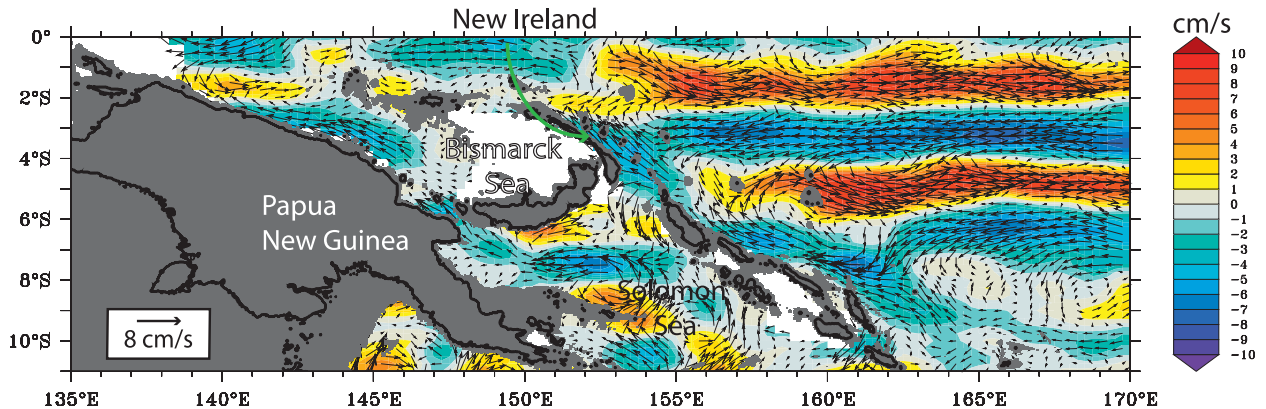 New Ireland
cm/s
0°
2°S
4°S
6°S
8°S
10°S
Bismarck
Sea
Papua
New Guinea
Solomon
Sea
8 cm/s
10
9
8
7
6
5
4
3
2
1
0
-1
-2
-3
-4
-5
-6
-7
-8
-9
-10
135°E 140°E 145°E 150°E 155°E 160°E 165°E 170°E